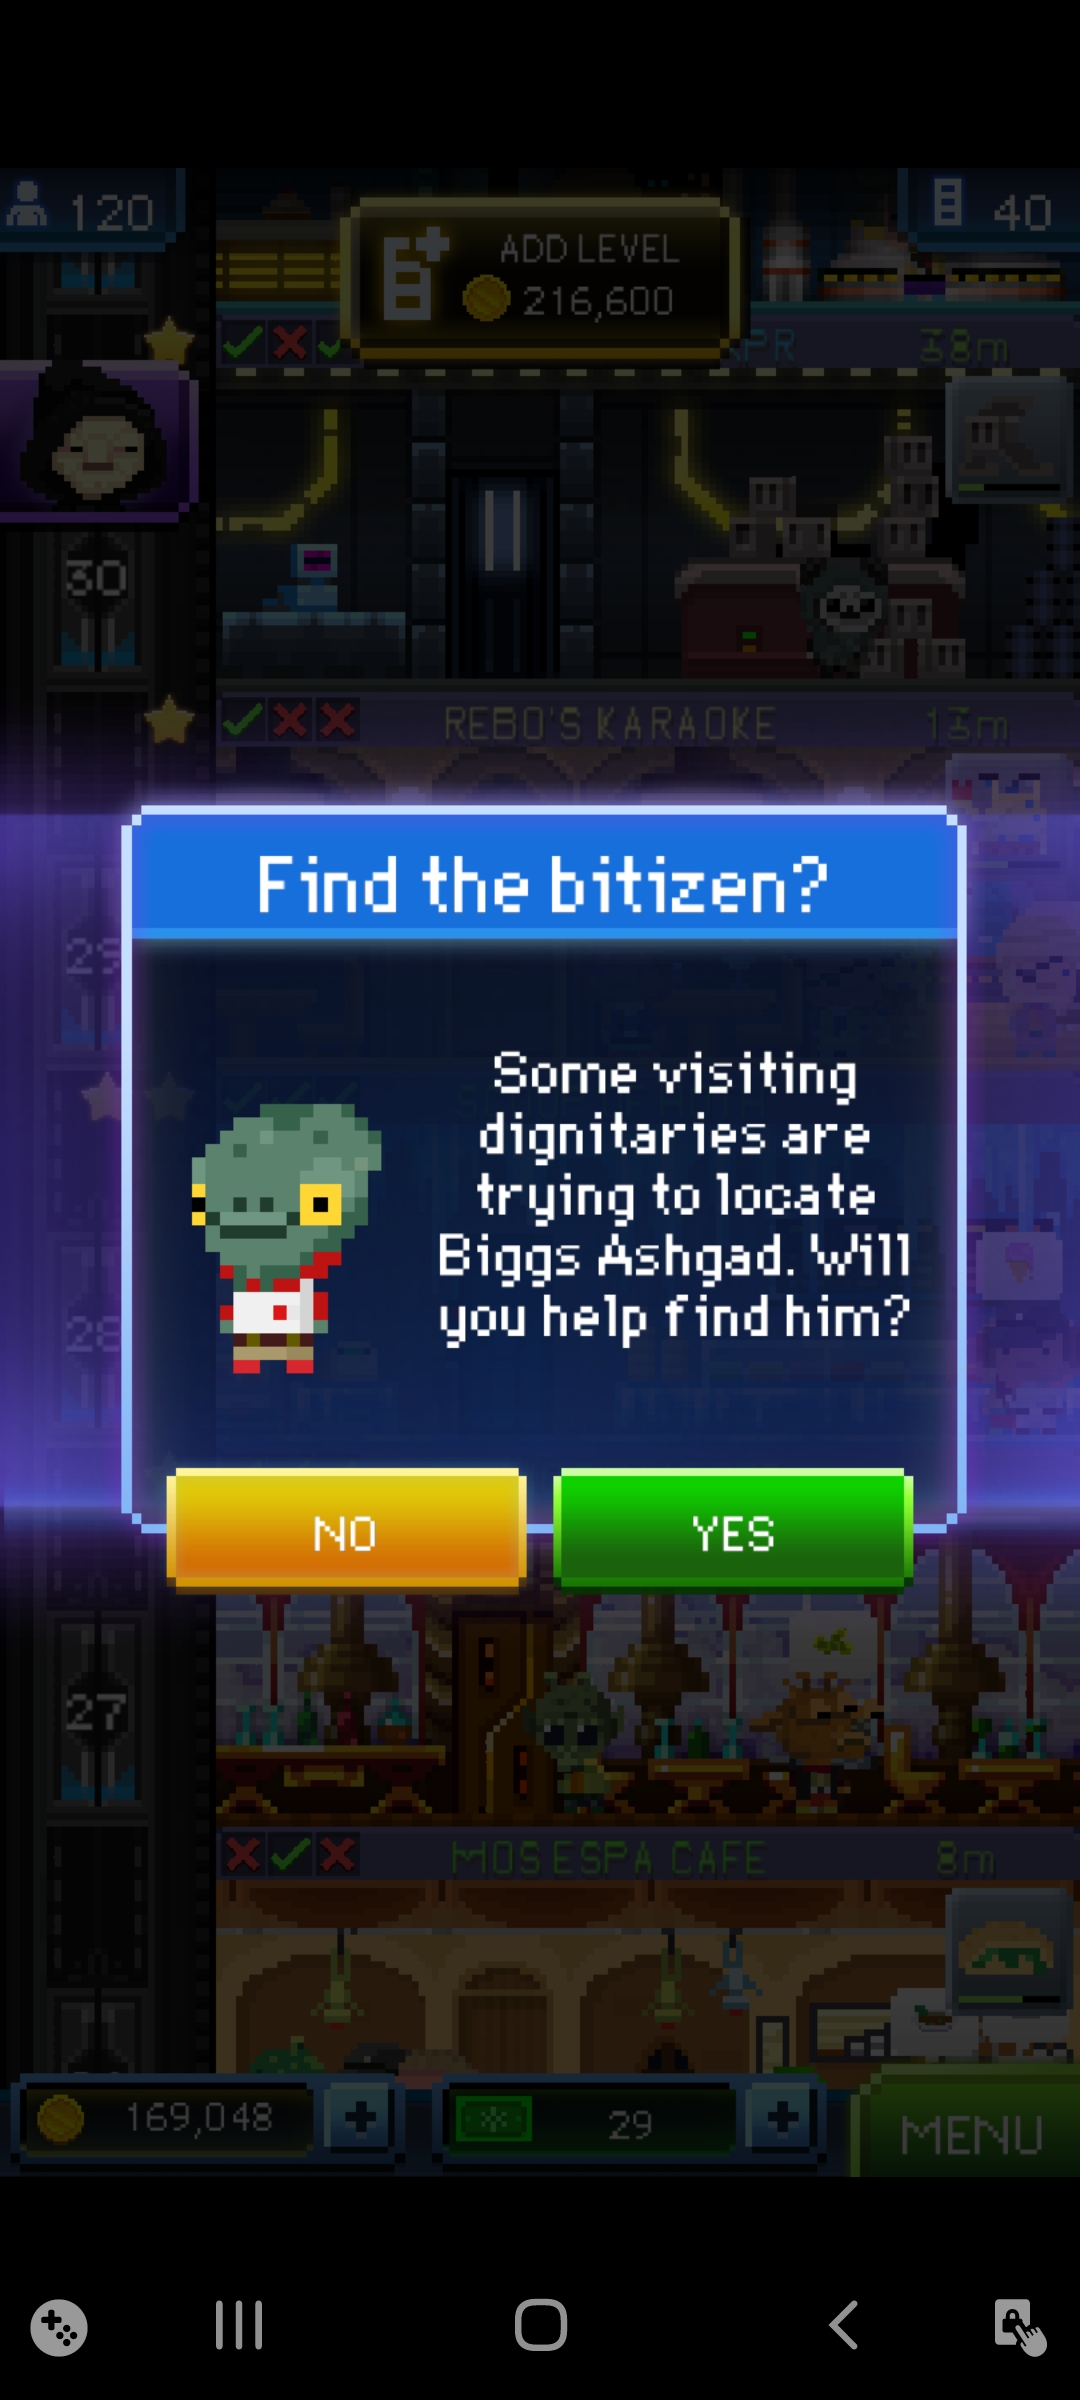 120
40
ADD LEVEL
216,600
38m
30
REBO'S KARAOKE
13m
Find the bitizen?
29
Some visiting
dignitaries are
trying to locate
Biggs Ashgad. Will
you help find him?
28
NO
YES
27
MOS ESPA CAFE
8m
169,048
29
MENU